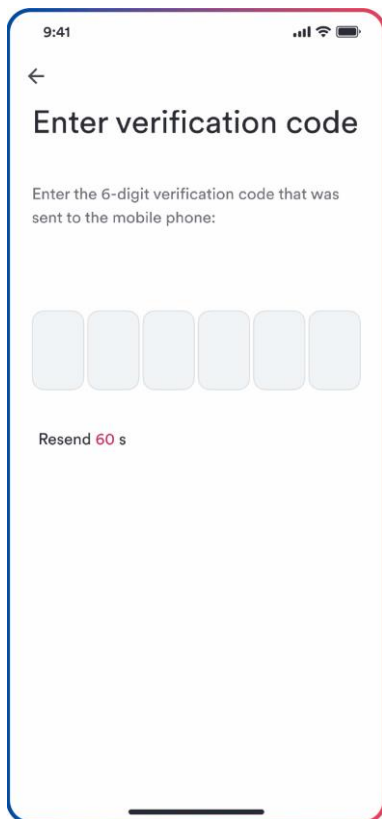 9:41
Enter verification code
Enter the 6-digit verification code that was
sent to the mobile phone:
Resend 60 s